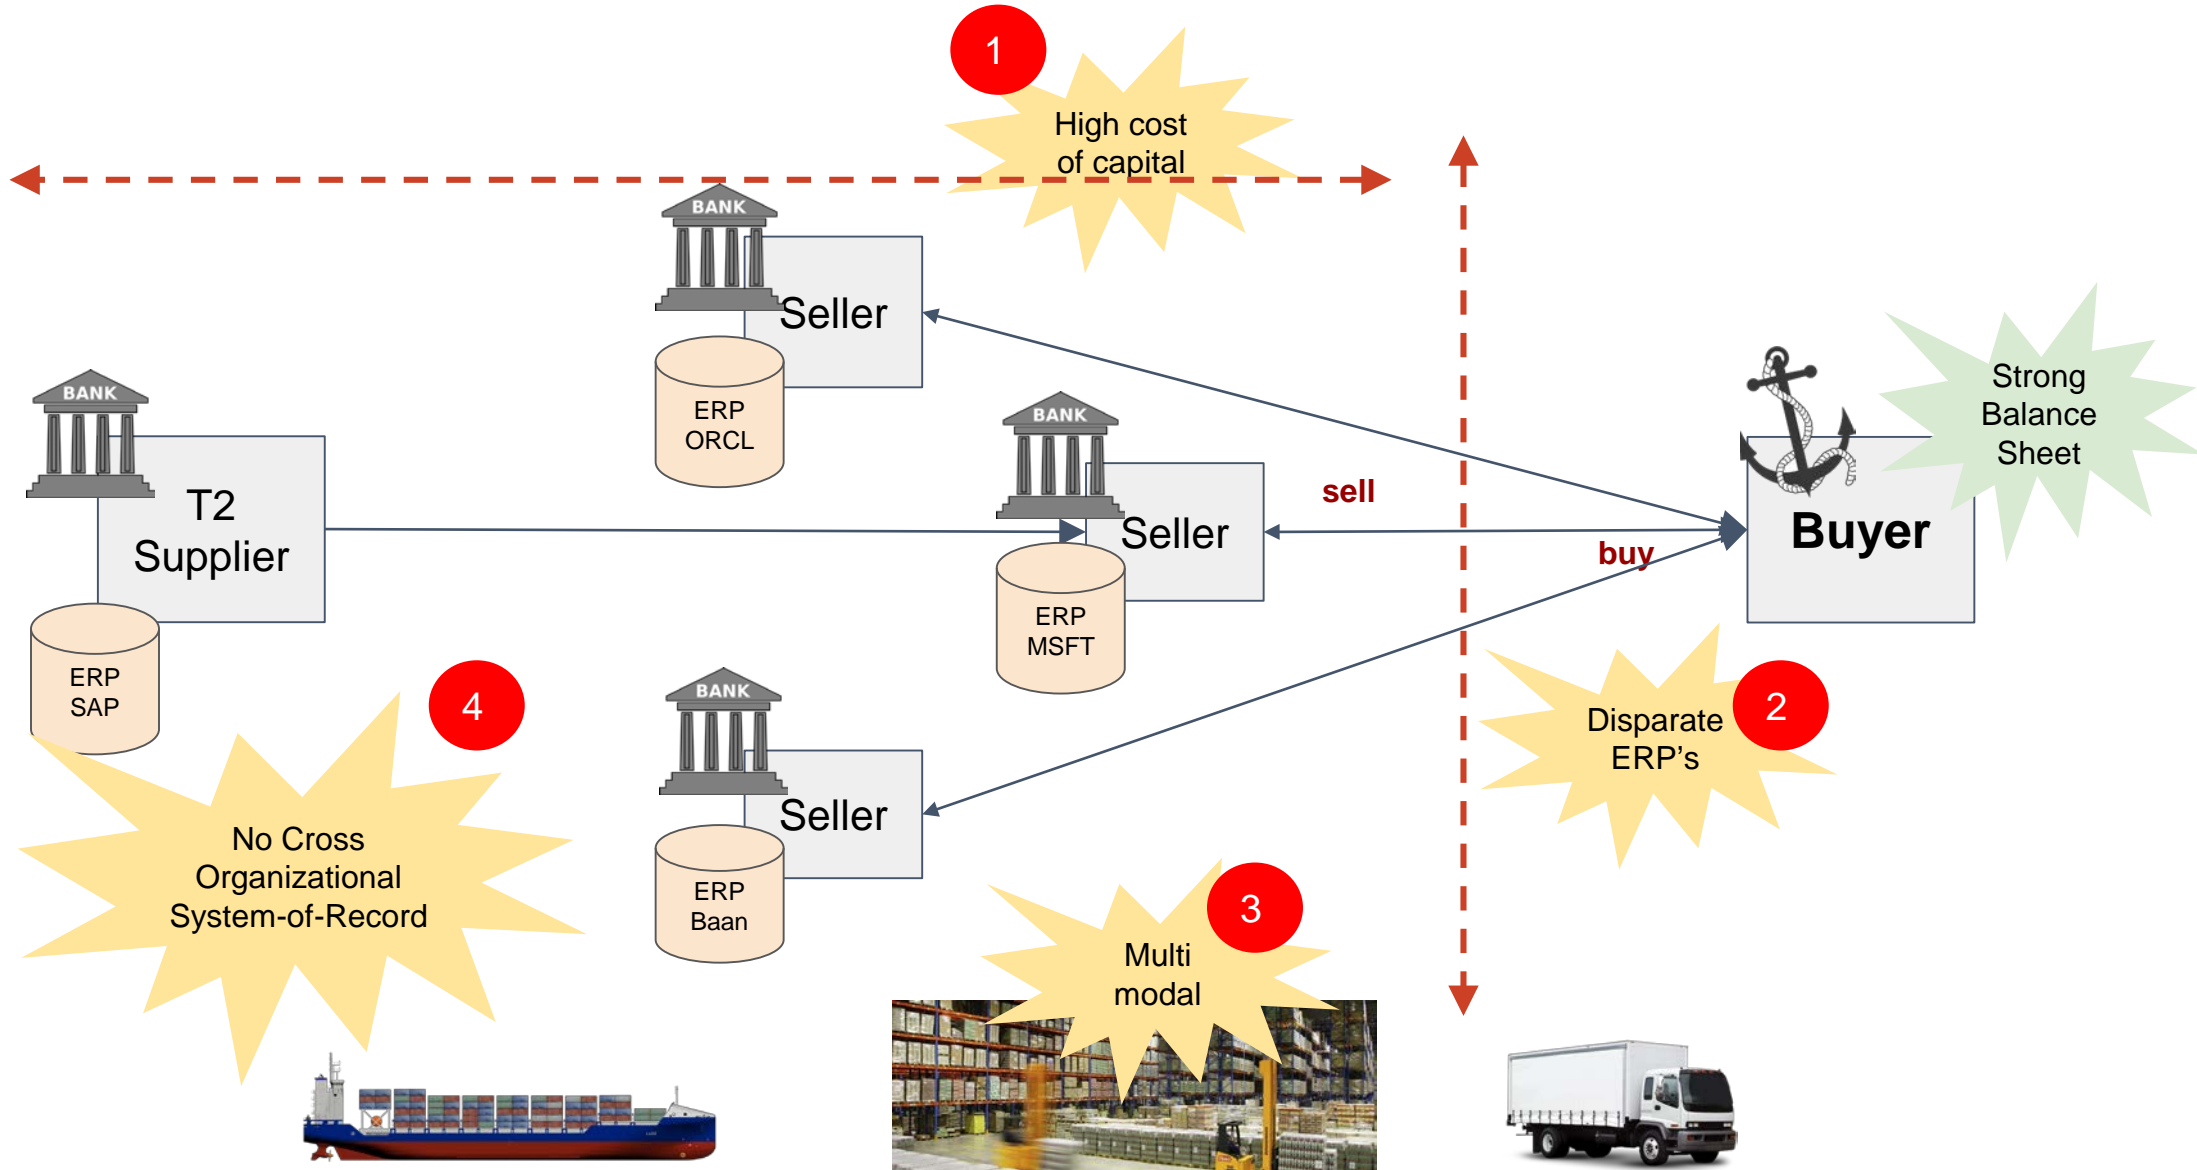 1
High cost
of capital
BANK
Seller
ERP
ORCL
BANK
T2
Supplier
ERP
SAP
BANK
Seller
ERP
MSFT
sell
buy
Strong
Balance
Sheet
Buyer
Disparate
ERP's
2
4
No Cross
Organizational
System-of-Record
BANK
Seller
ERP
Baan
3
Multi
modal